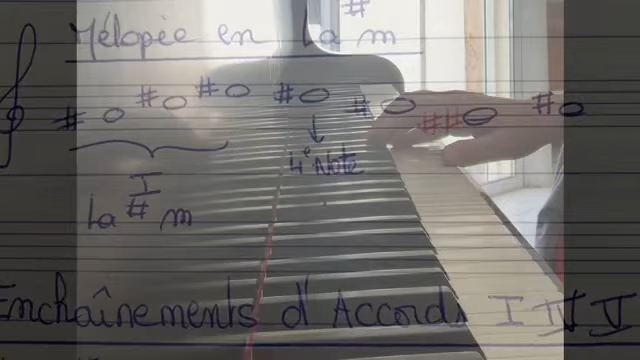 Mélopée en La # m
4e Note
I
La # m
Enchaînements d'Accords I IV V